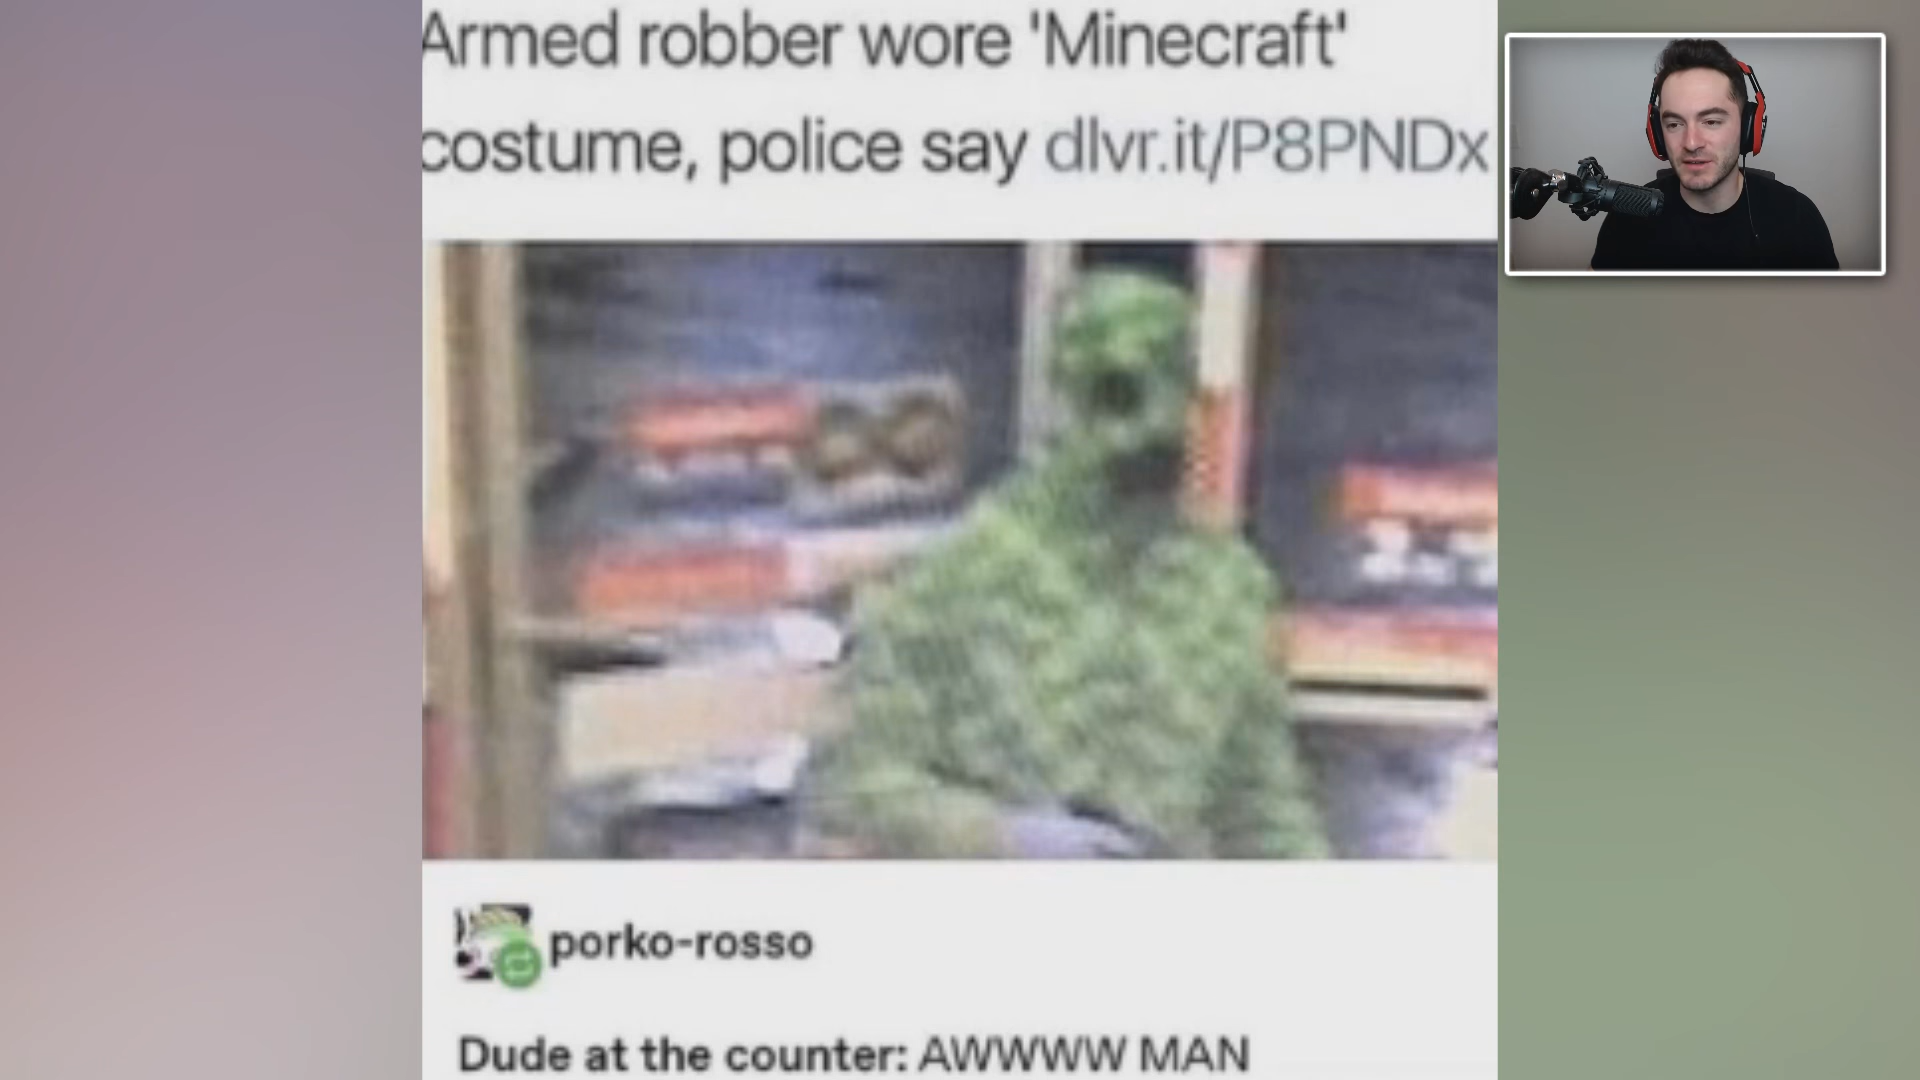 Armed robber wore 'Minecraft'
costume, police say dlvr.it/P8PNDx
porko-rosso
Dude at the counter: AWWWW MAN